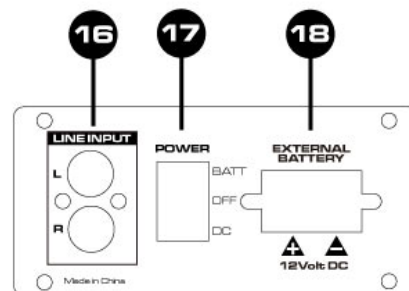 16 17 18
LINE INPUT
L
R
POWER
BATT
OFF
DC
EXTERNAL
BATTERY
+ -
12Volt DC
Made in China